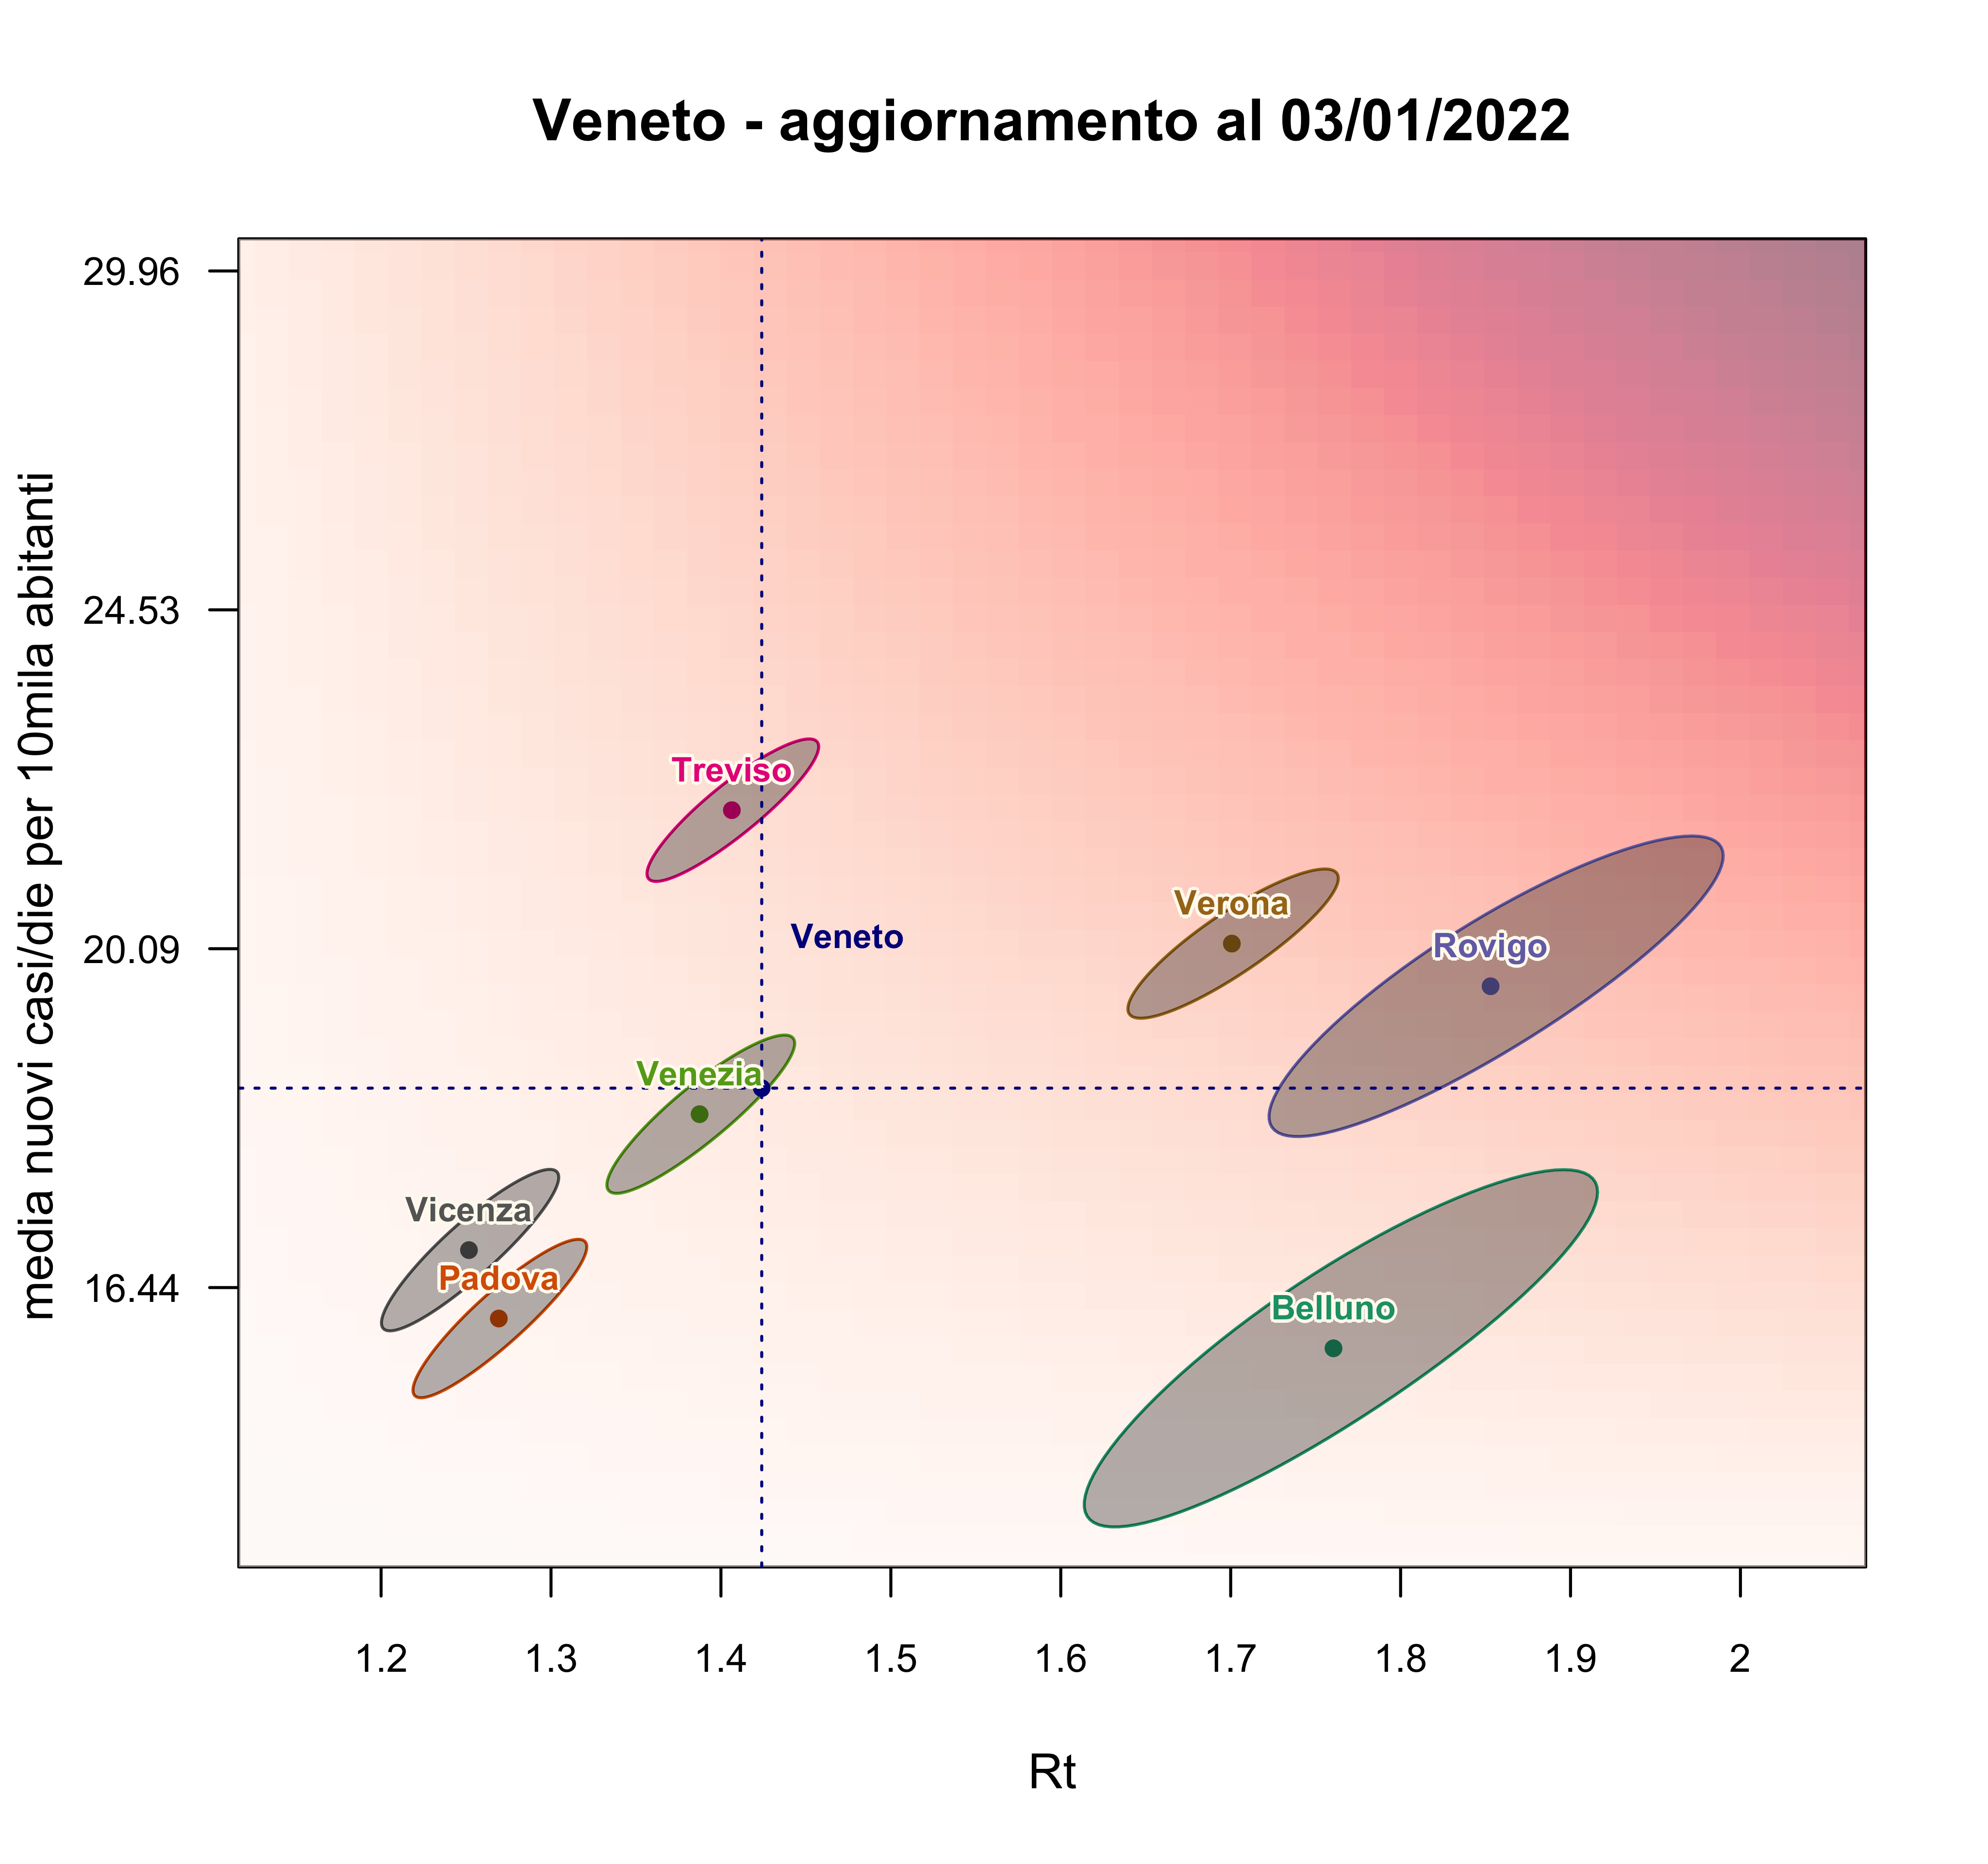 Veneto - aggiornamento al 03/01/2022
media nuovi casi/die per 10mila abitanti
29.96
24.53
20.09
16.44
Treviso
Verona
Veneto
Rovigo
Venezia
Vicenza
Padova
Belluno
1.2 1.3 1.4 1.5 1.6 1.7 1.8 1.9 2
Rt